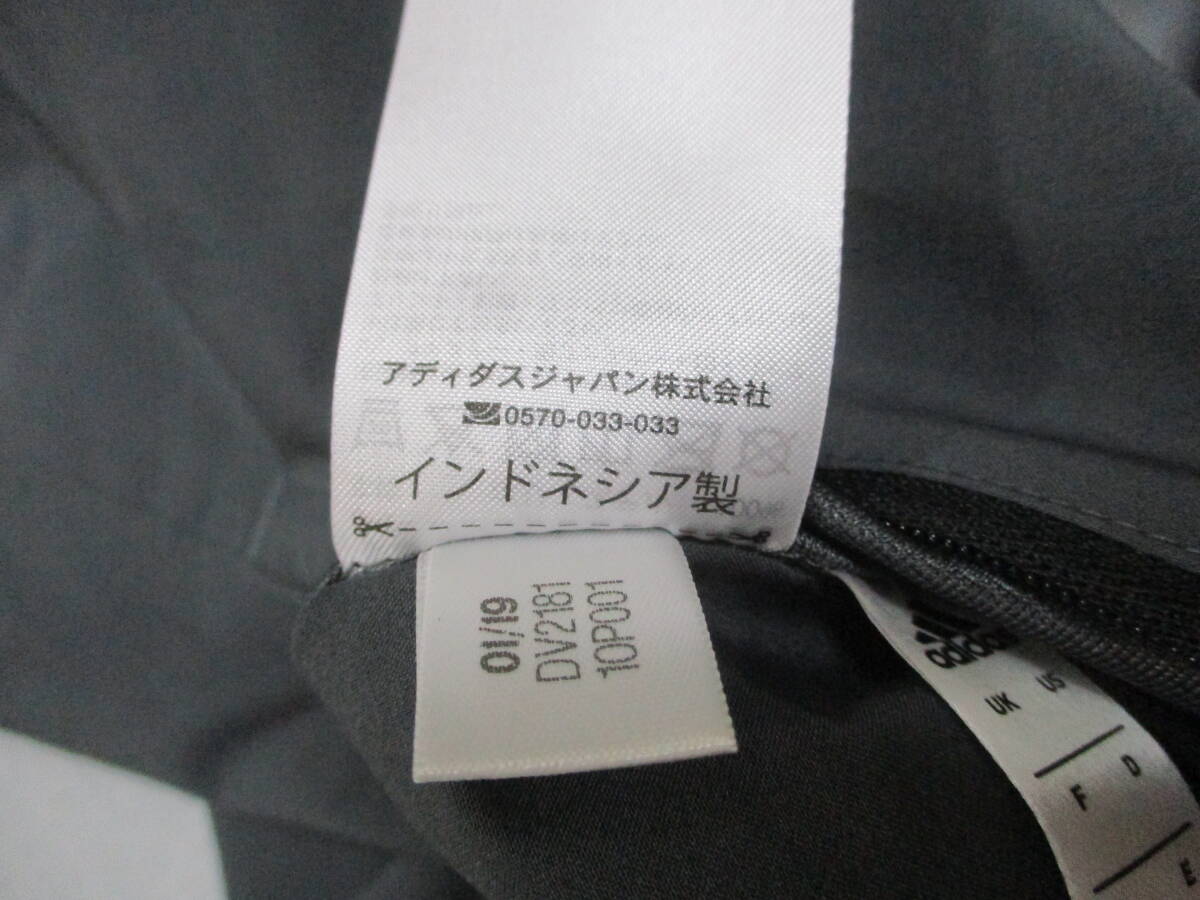 アディダスジャパン株式会社
0570-033-033
インドネシア製
01/19
DV2181
10P001
adidas
UK US
F D